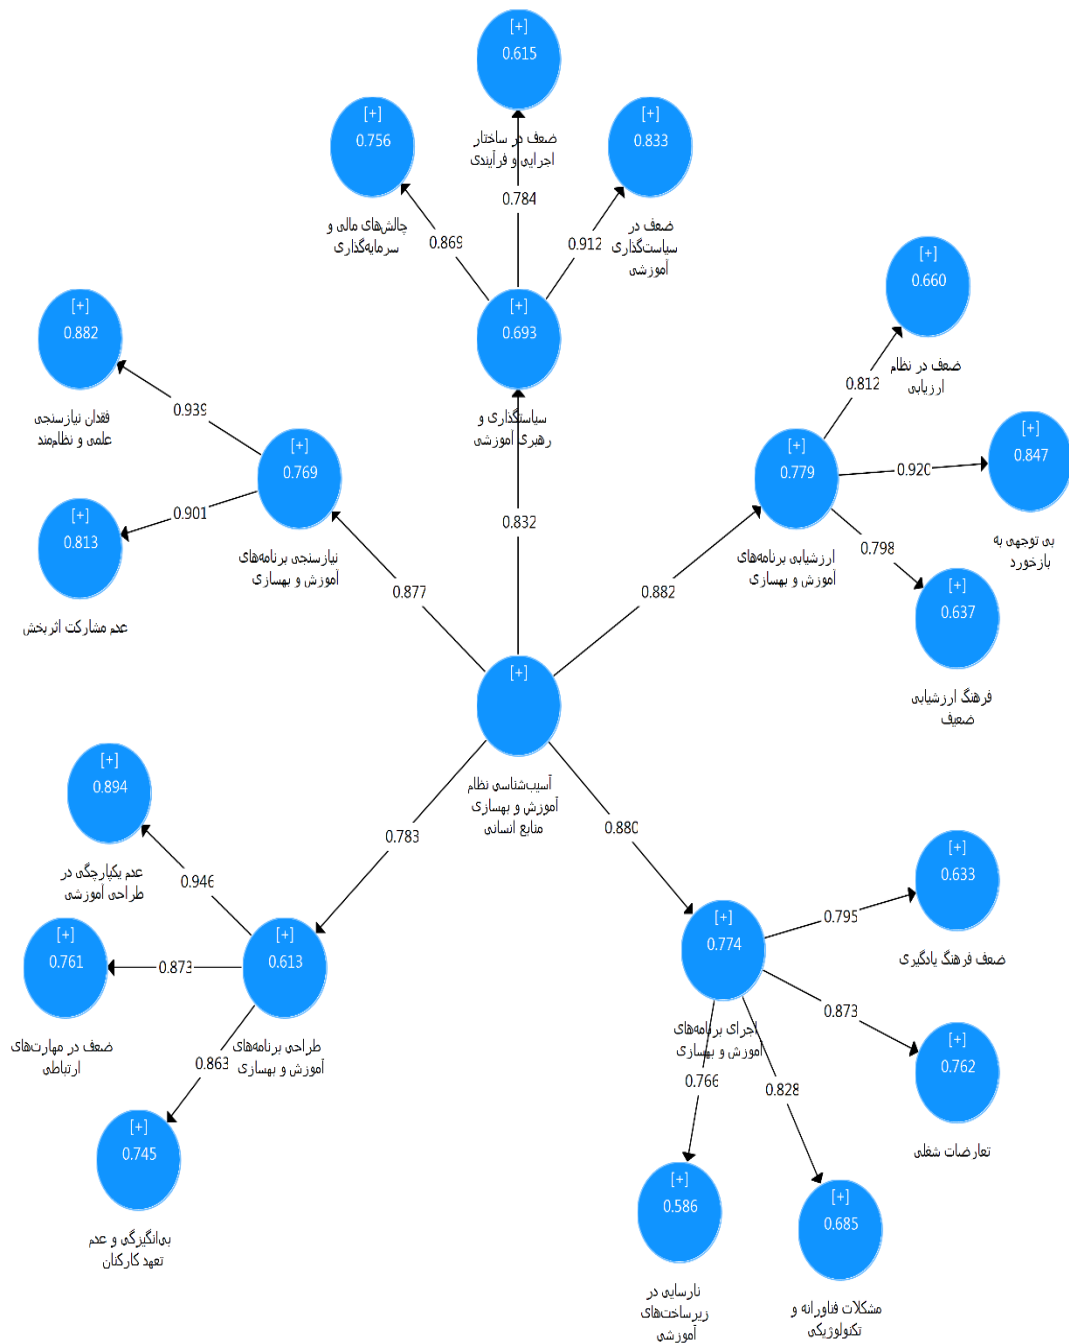 [+]
0.615
ضعف در ساختار
اجرایی و فرآیندی
[+]
0.756
چالش‌های مالی و
سرمایه‌گذاری
[+]
0.833
ضعف در
سیاست‌گذاری
آموزشی
0.869
0.784
0.912
[+]
0.693
سیاستگذاری و
رهبری آموزشی
[+]
0.660
ضعف در نظام
ارزیابی
[+]
0.882
فقدان نیازسنجی
علمی و نظام‌مند
0.939
0.812
[+]
0.769
نیازسنجی برنامه‌های
آموزش و بهسازی
[+]
0.779
ارزشیابی برنامه‌های
آموزش و بهسازی
0.920
[+]
0.847
بی توجهی به
بازخورد
0.901
[+]
0.813
عدم مشارکت اثربخش
0.798
[+]
0.637
فرهنگ ارزشیابی
ضعیف
0.832
0.877
0.882
[+]
آسیب‌شناسی نظام
آموزش و بهسازی
منابع انسانی
0.783
0.880
[+]
0.894
عدم یکپارچگی در
طراحی آموزشی
0.946
[+]
0.761
ضعف در مهارت‌های
ارتباطی
0.873
[+]
0.613
طراحی برنامه‌های
آموزش و بهسازی
0.863
[+]
0.745
بی‌انگیزگی و عدم
تعهد کارکنان
[+]
0.774
اجرای برنامه‌های
آموزش و بهسازی
0.795
[+]
0.633
ضعف فرهنگ یادگیری
0.873
[+]
0.762
تعارضات شغلی
0.766
0.828
[+]
0.586
نارسایی در
زیرساخت‌های
آموزشی
[+]
0.685
مشکلات فناورانه و
تکنولوژیکی